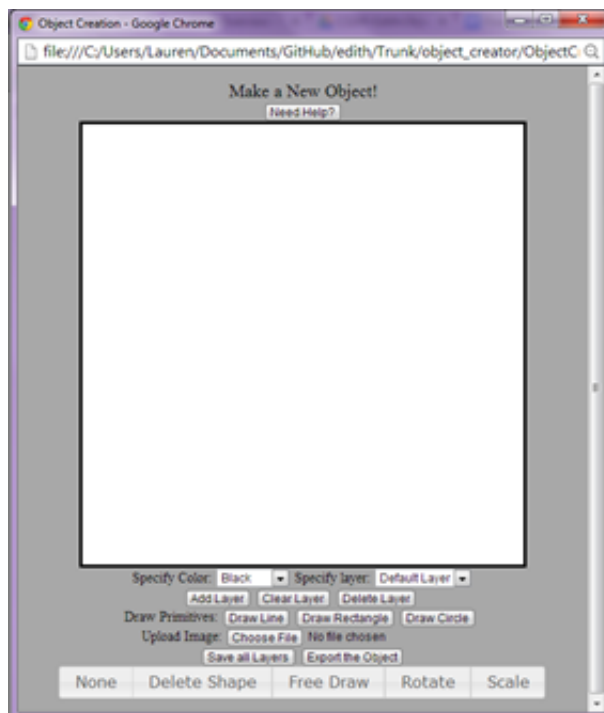 Object Creation - Google Chrome
file:///C:/Users/Lauren/Documents/GitHub/edith/Trunk/object_creator/ObjectC
Make a New Object!
Need Help?
Specify Color: Black Specify layer: Default Layer
Add Layer Clear Layer Delete Layer
Draw Primitives: Draw Line Draw Rectangle Draw Circle
Upload Image: Choose File No file chosen
Save all Layers Export the Object
None Delete Shape Free Draw Rotate Scale